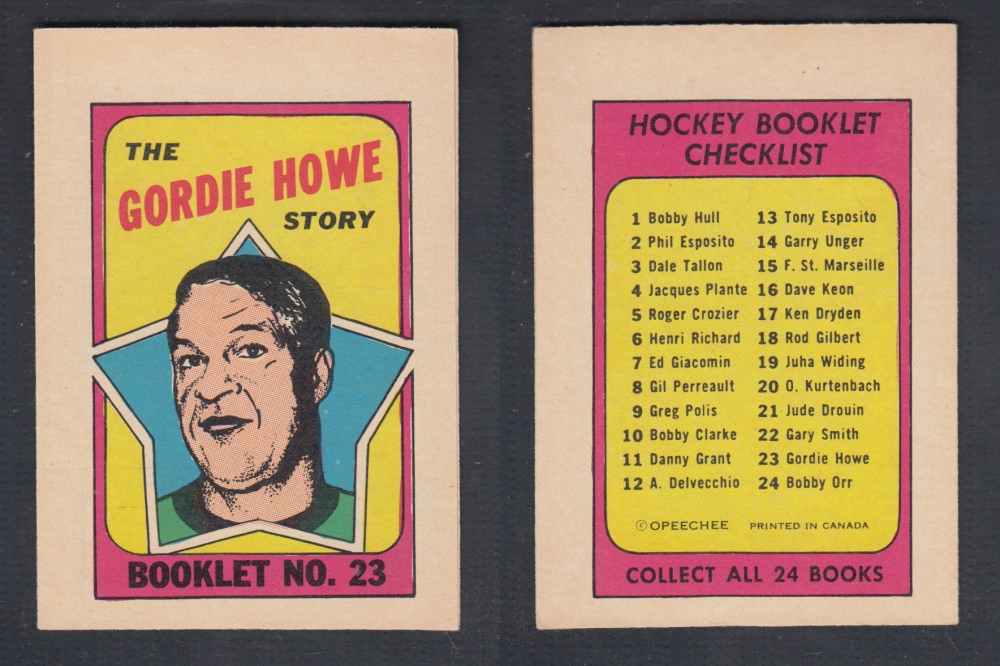 THE
GORDIE HOWE
STORY
BOOKLET NO. 23
HOCKEY BOOKLET
CHECKLIST
1 Bobby Hull
2 Phil Esposito
3 Dale Tallon
4 Jacques Plante
5 Roger Crozier
6 Henri Richard
7 Ed Giacomin
8 Gil Perreault
9 Greg Polis
10 Bobby Clarke
11 Danny Grant
12 A. Delvecchio
13 Tony Esposito
14 Garry Unger
15 F. St. Marseille
16 Dave Keon
17 Ken Dryden
18 Rod Gilbert
19 Juha Widing
20 O. Kurtenbach
21 Jude Drouin
22 Gary Smith
23 Gordie Howe
24 Bobby Orr
© OPEECHEE PRINTED IN CANADA
COLLECT ALL 24 BOOKS